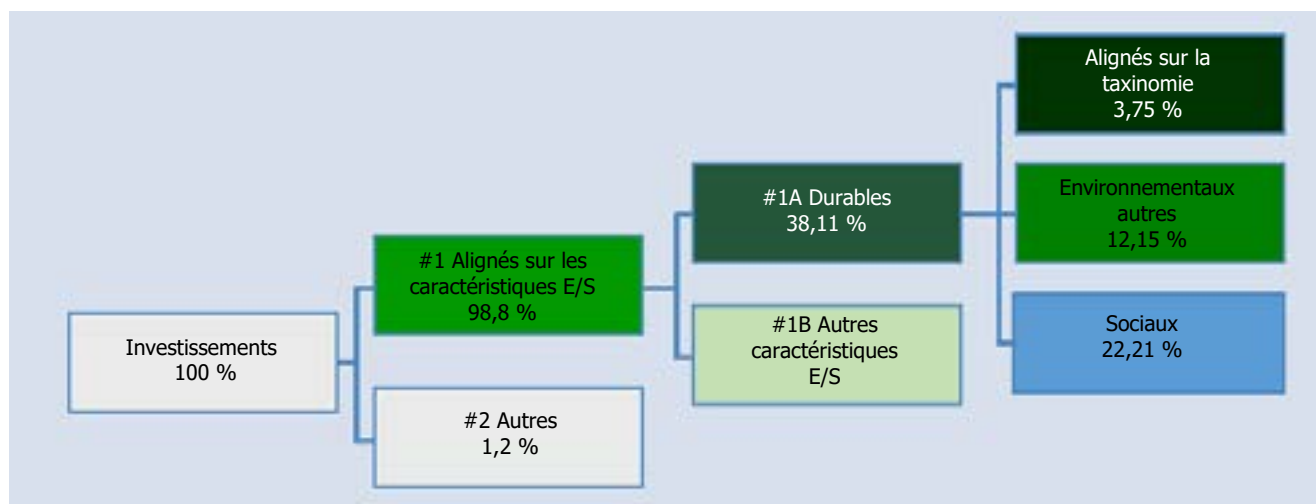 Investissements
100 %
#1 Alignés sur les
caractéristiques E/S
98,8 %
#2 Autres
1,2 %
#1A Durables
38,11 %
#1B Autres
caractéristiques
E/S
Alignés sur la
taxinomie
3,75 %
Environnementaux
autres
12,15 %
Sociaux
22,21 %